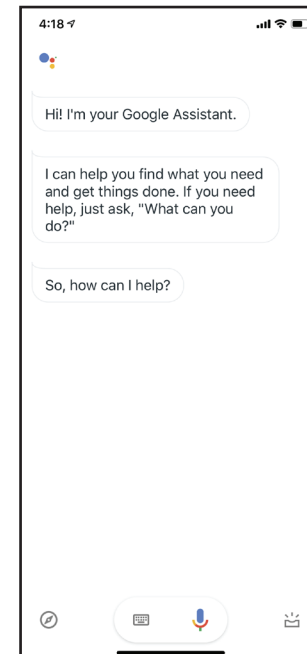 4:18
Hi! I'm your Google Assistant.
I can help you find what you need
and get things done. If you need
help, just ask, "What can you
do?"
So, how can I help?